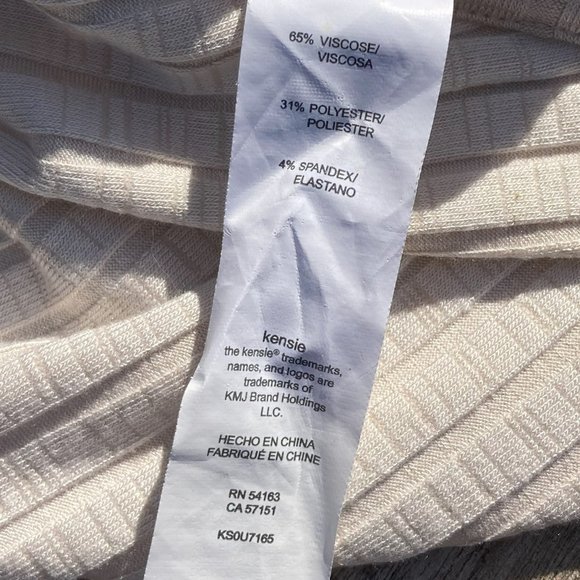 65% VISCOSE/
VISCOSA
31% POLYESTER/
POLIESTER
4% SPANDEX/
ELASTANO
kensie
the kensie® trademarks,
names, and logos are
trademarks of
KMJ Brand Holdings
LLC.
HECHO EN CHINA
FABRIQUÉ EN CHINE
RN 54163
CA 57151
KS0U7165